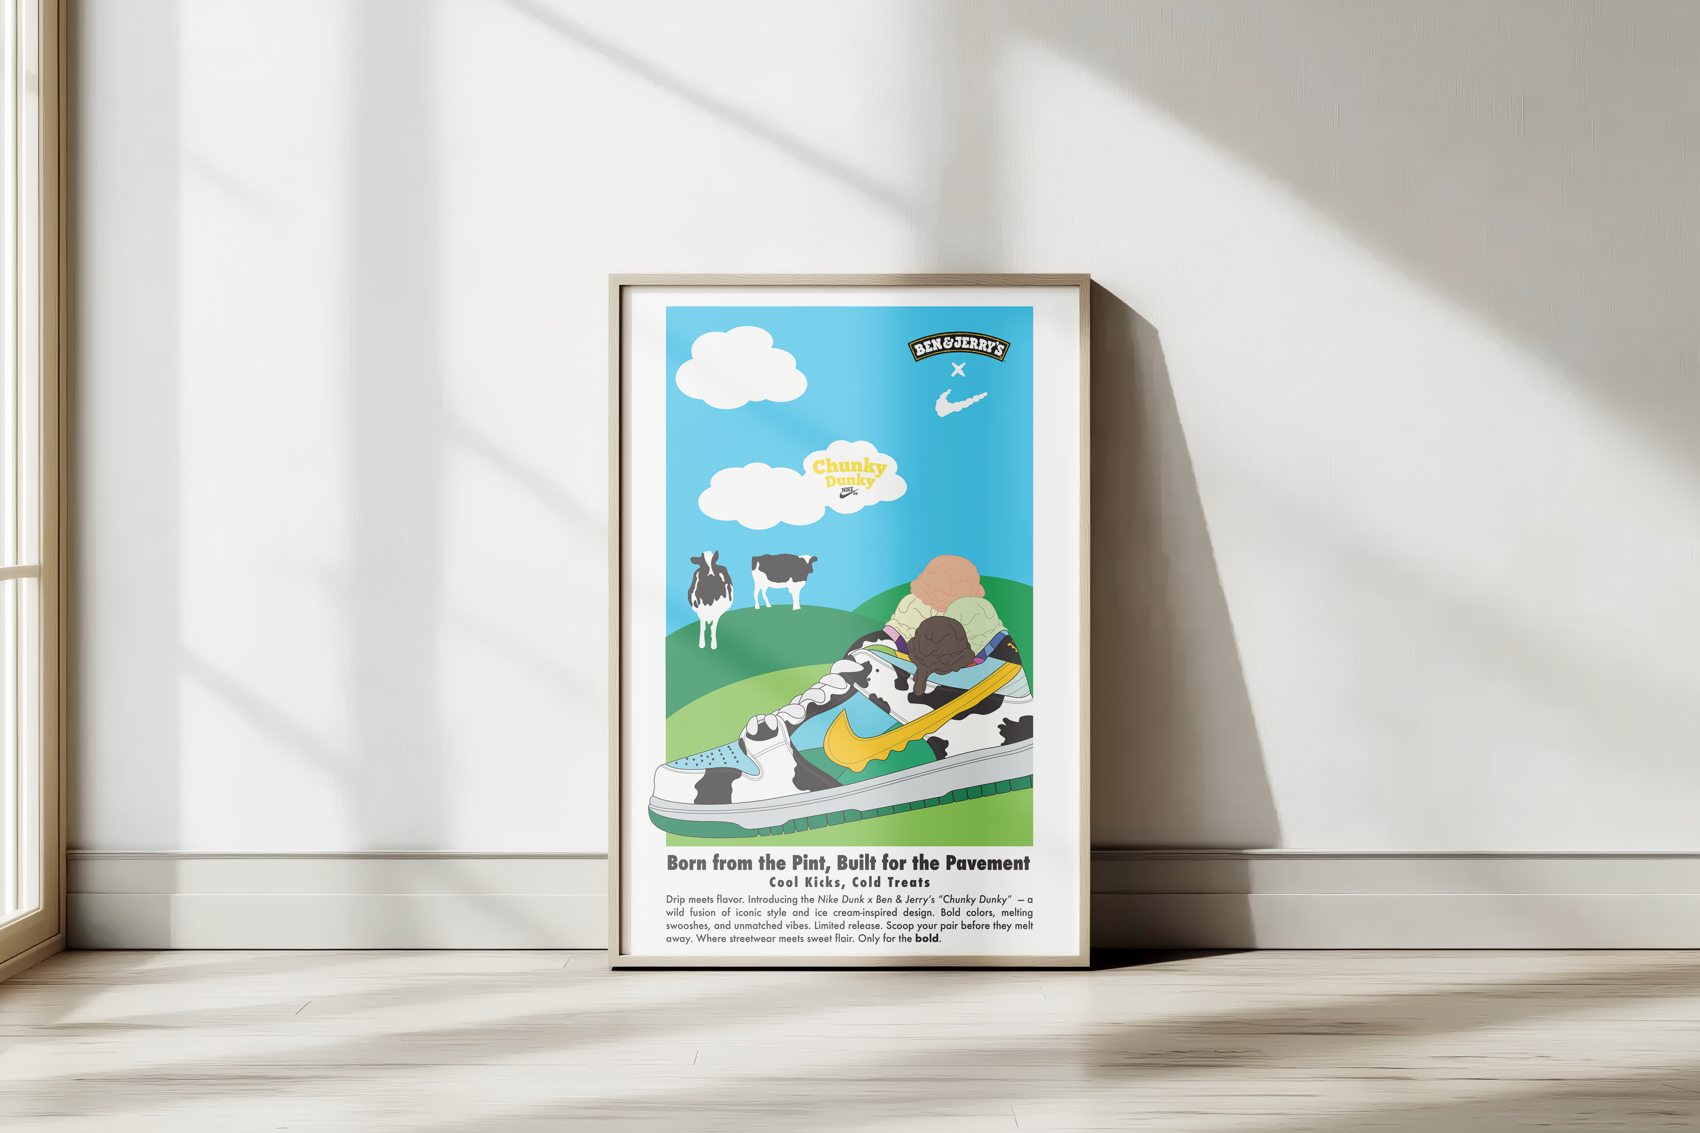 BEN & JERRY'S
Chunky
Dunky
NIKE
SB
Born from the Pint, Built for the Pavement
Cool Kicks, Cold Treats
Drip meets flavor. Introducing the Nike Dunk x Ben & Jerry's “Chunky Dunky” — a
wild fusion of iconic style and ice cream-inspired design. Bold colors, melting
swooshes, and unmatched vibes. Limited release. Scoop your pair before they melt
away. Where streetwear meets sweet flair. Only for the bold.